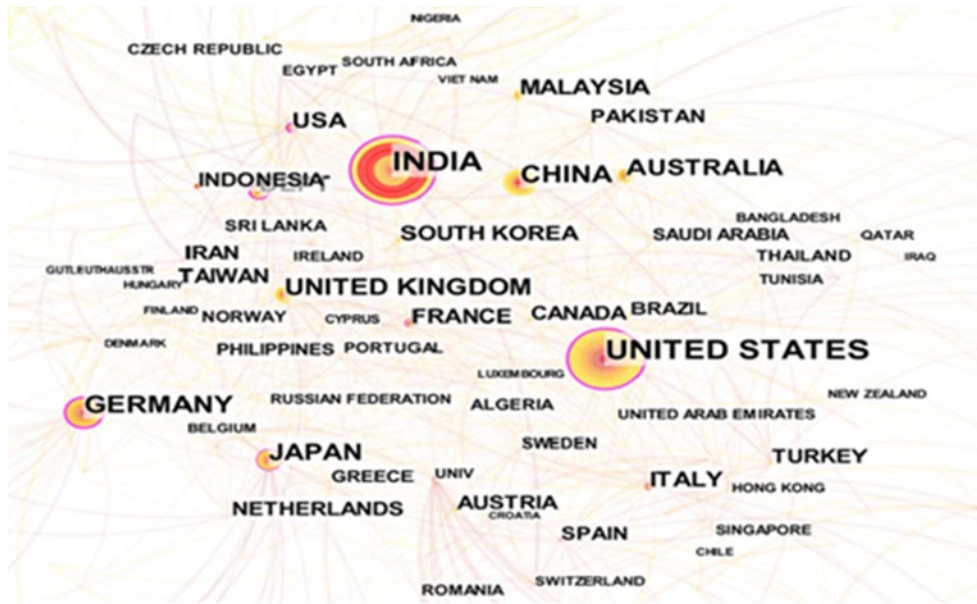 NIGERIA
CZECH REPUBLIC
SOUTH AFRICA
EGYPT
VIET NAM
MALAYSIA
PAKISTAN
USA
INDIA
CHINA
AUSTRALIA
INDONESIA
SRI LANKA
BANGLADESH
SOUTH KOREA
SAUDI ARABIA
QATAR
IRAN
IRELAND
THAILAND
IRAQ
GUTLEUTHAUSSTR
TAIWAN
HUNGARY
TUNISIA
UNITED KINGDOM
FINLAND
NORWAY
CYPRUS
FRANCE
CANADA
BRAZIL
DENMARK
PHILIPPINES
PORTUGAL
UNITED STATES
LUXEMBOURG
GERMANY
RUSSIAN FEDERATION
ALGERIA
NEW ZEALAND
UNITED ARAB EMIRATES
BELGIUM
SWEDEN
JAPAN
TURKEY
GREECE
UNIV
ITALY
HONG KONG
NETHERLANDS
AUSTRIA
CROATIA
SPAIN
SINGAPORE
CHILE
ROMANIA
SWITZERLAND